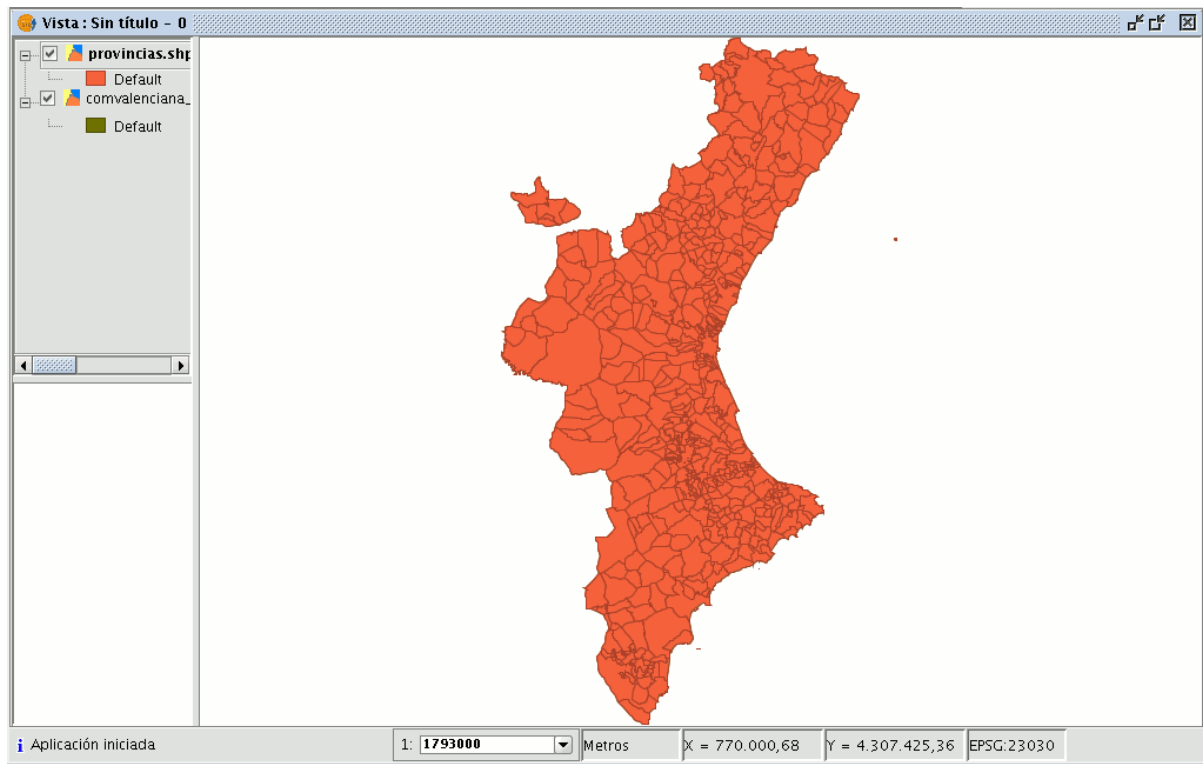 Vista : Sin título - 0
provincias.shp
Default
comvalenciana_
Default
Aplicación iniciada
1: 1793000
Metros
X = 770.000,68
Y = 4.307.425,36
EPSG:23030